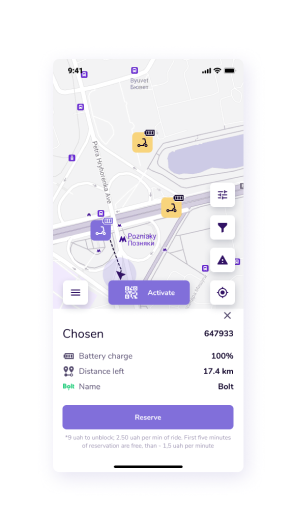 9:41
Byuvet
Бювет
Petra Hryhorenka Ave
Pozniaky
Позняки
Activate
Chosen
647933
Battery charge
100%
Distance left
17.4 km
Bolt
Name
Bolt
Reserve
*9 uah to unblock, 2,50 uah per min of ride. First five minutes
of reservation are free, than - 1,5 uah per minute